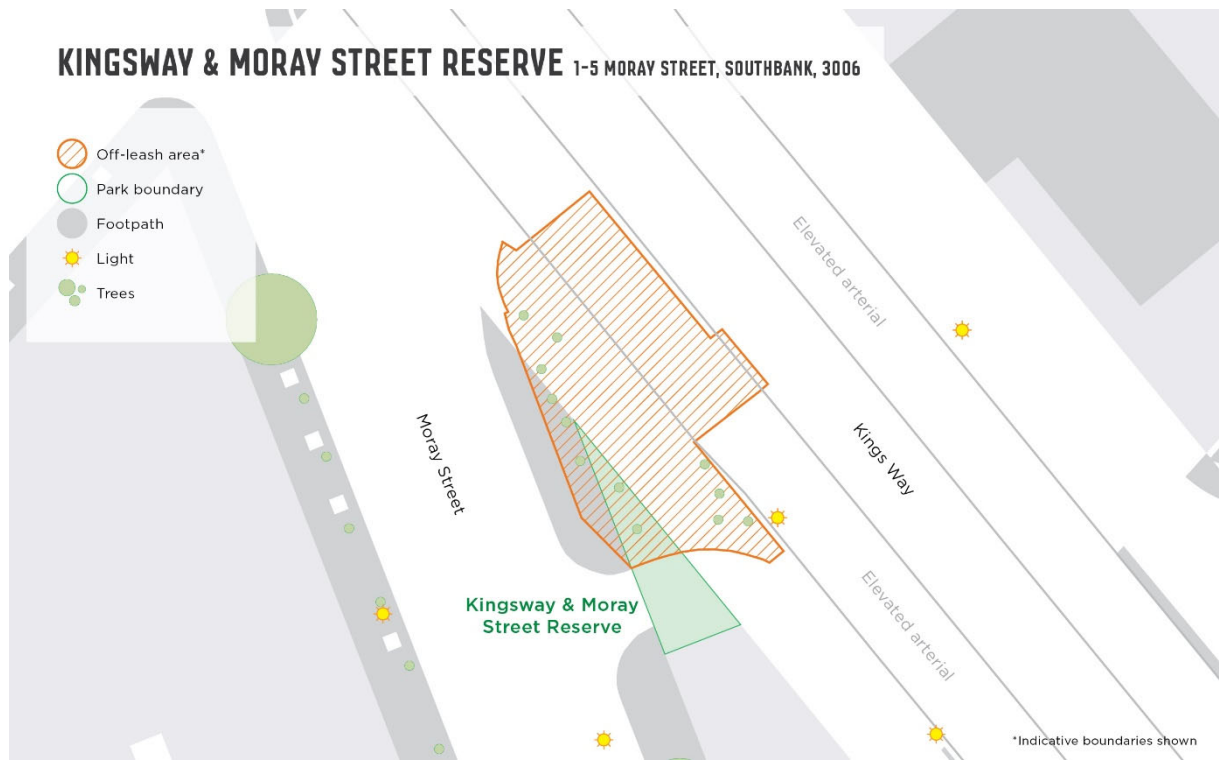 KINGSWAY & MORAY STREET RESERVE 1-5 MORAY STREET, SOUTHBANK, 3006
Off-leash area*
Park boundary
Footpath
Light
Trees
Elevated arterial
Moray Street
Kings Way
Elevated arterial
Kingsway & Moray
Street Reserve
*Indicative boundaries shown